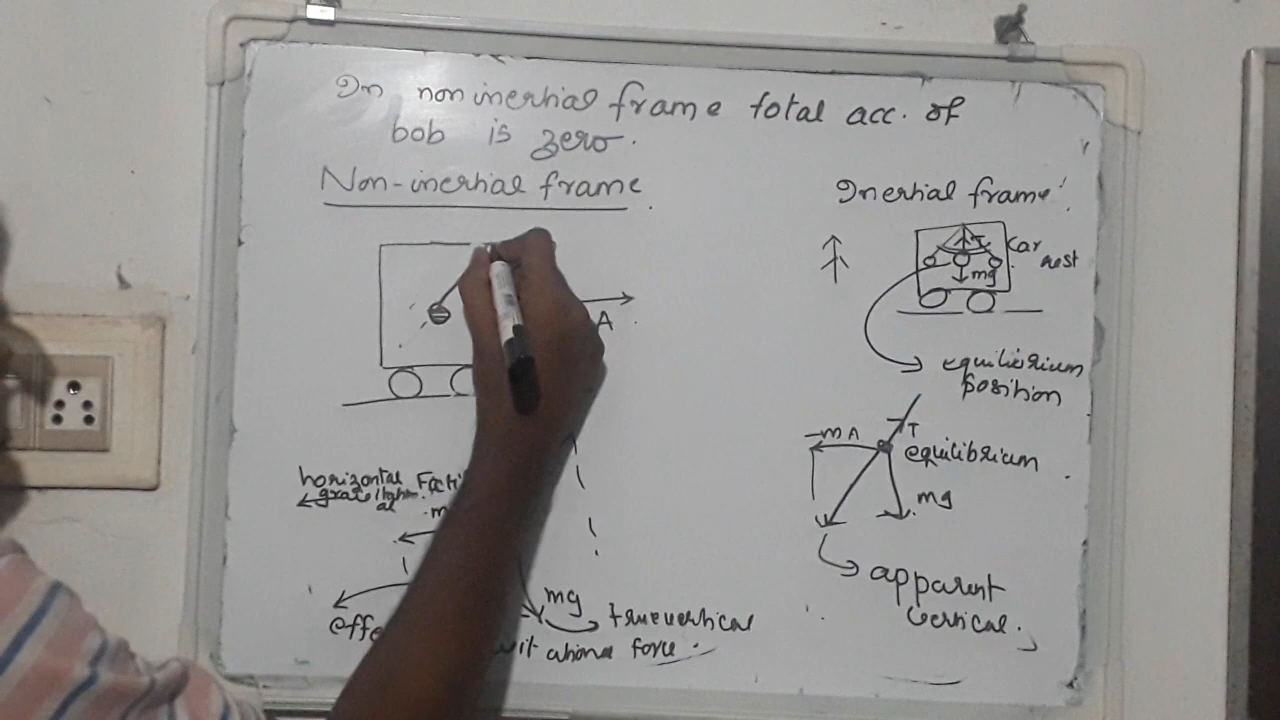 In non inertial frame total acc. of
bob is zero.
Non-inertial frame.
A
horizontal
mg
true vertical
force.
Inertial frame!
T
Car
rest
mg
equilibrium
position
-mA
T
equilibrium
mg
apparent
vertical.